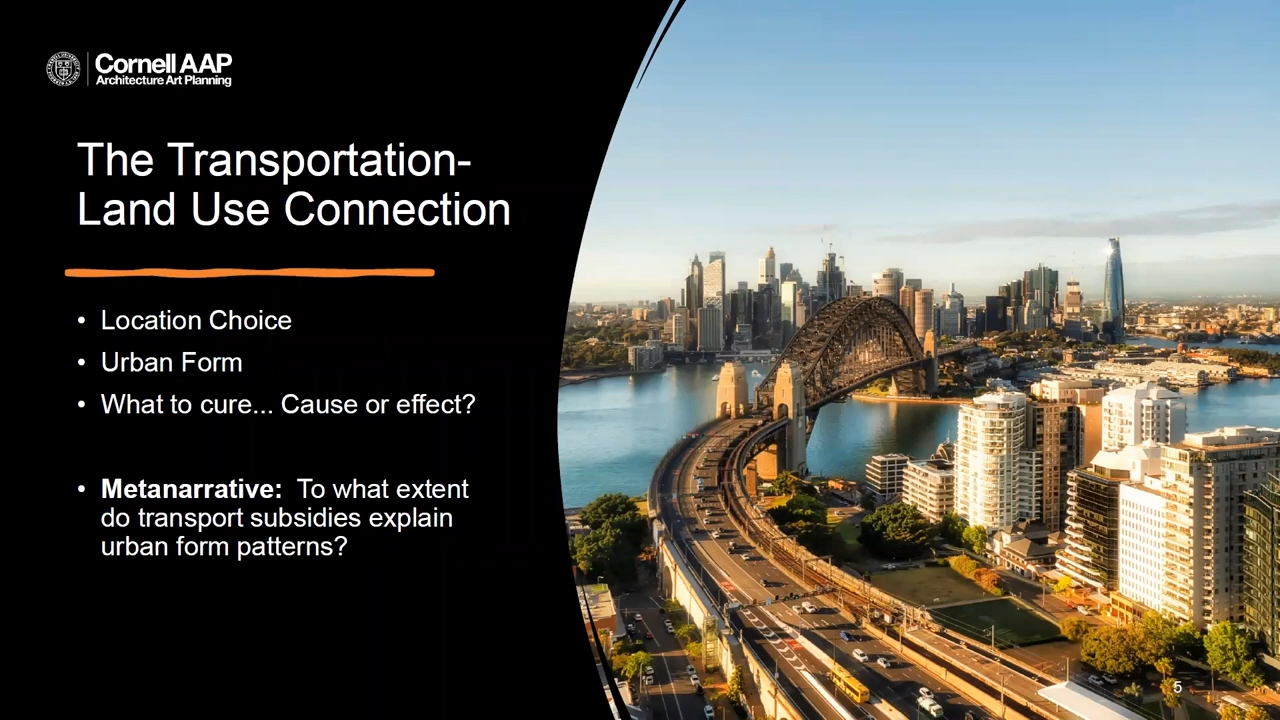 Cornell AAP
Architecture Art Planning
The Transportation-
Land Use Connection
• Location Choice
• Urban Form
• What to cure... Cause or effect?
• Metanarrative:  To what extent
do transport subsidies explain
urban form patterns?
5